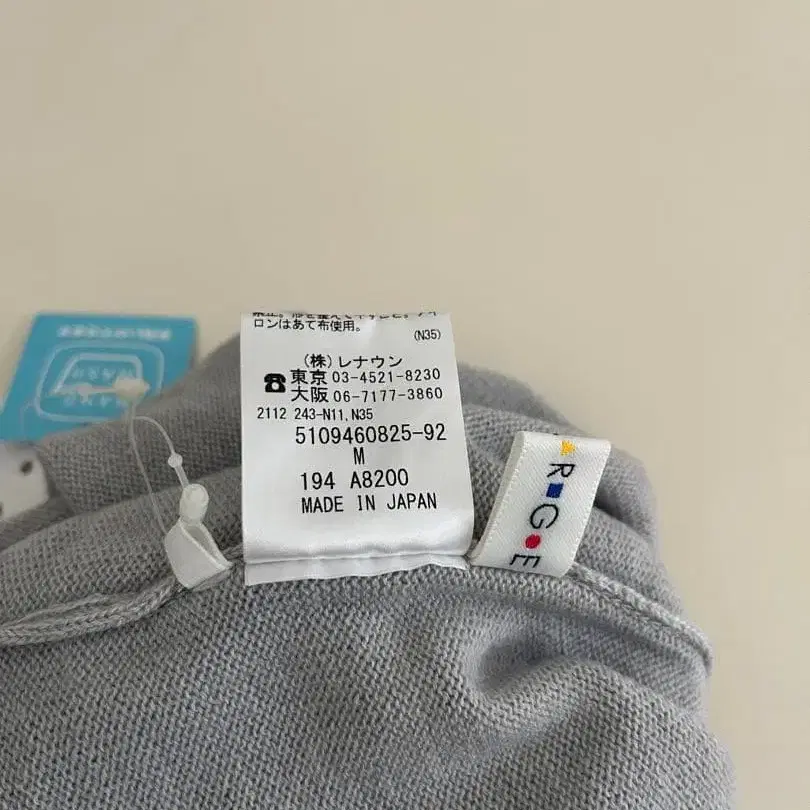 ロンはあて布使用。
(N35)
(株)レナウン
☎東京 03-4521-8230
大阪 06-7177-3860
2112 243-N11,N35
5109460825-92
M
194 A8200
MADE IN JAPAN
R■G●E